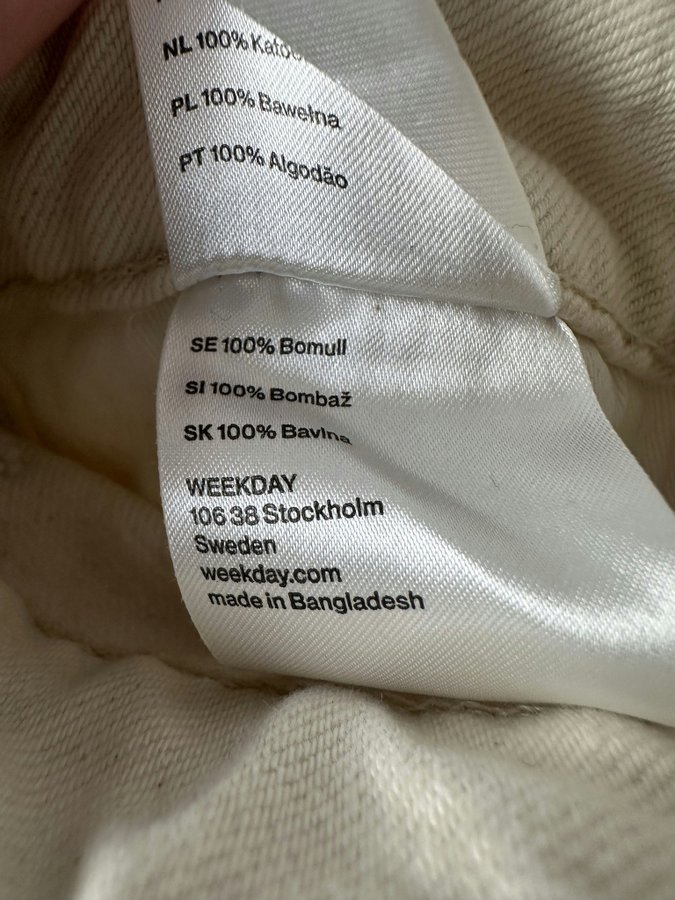 NL 100% Katoe
PL 100% Bawełna
PT 100% Algodão
SE 100% Bomull
SI 100% Bombaž
SK 100% Bavlna
WEEKDAY
106 38 Stockholm
Sweden
weekday.com
made in Bangladesh